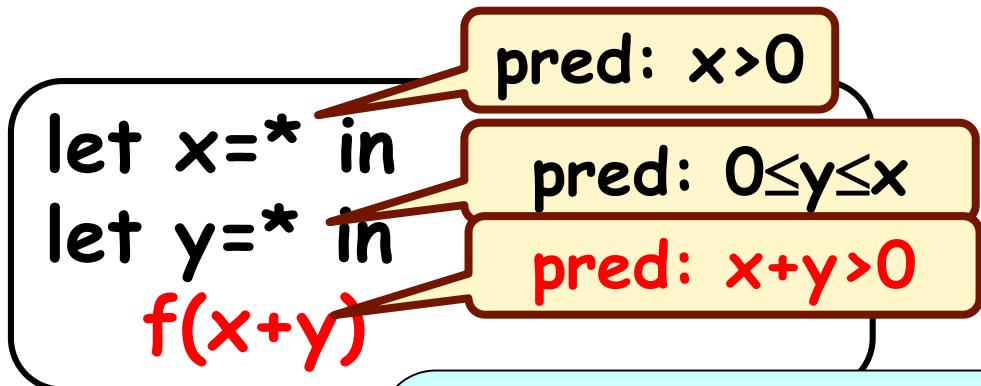 pred: x>0
let x=* in
pred: 0≤y≤x
let y=* in
pred: x+y>0
f(x+y)